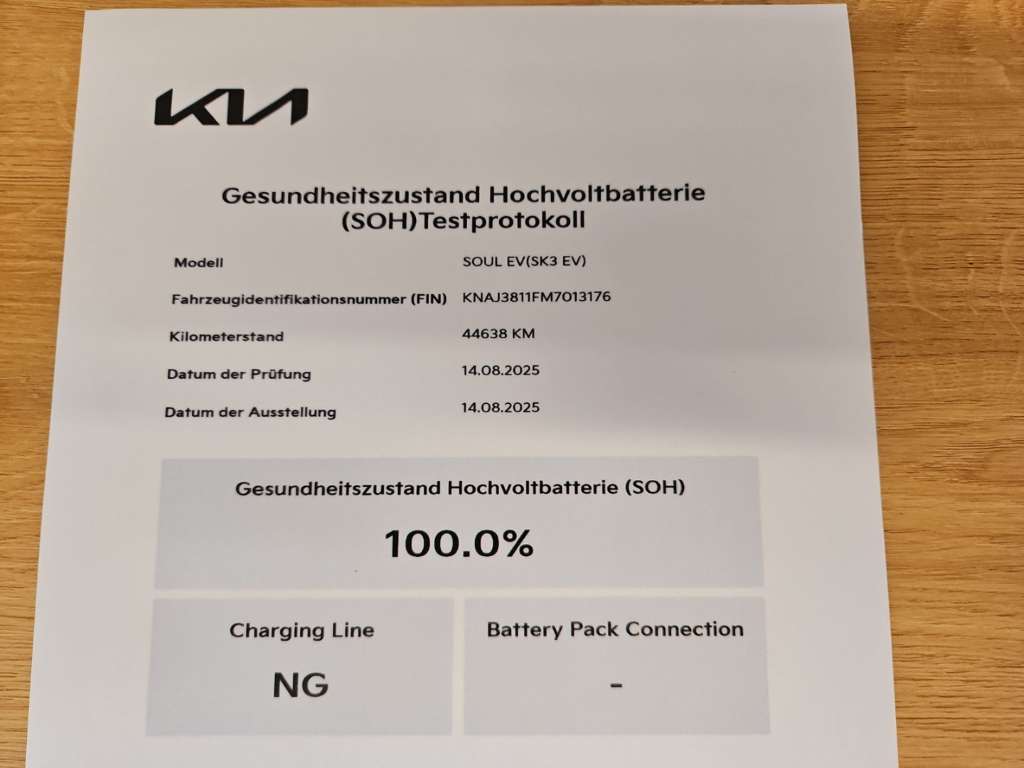 KIA
Gesundheitszustand Hochvoltbatterie
(SOH)Testprotokoll
Modell SOUL EV(SK3 EV)
Fahrzeugidentifikationsnummer (FIN) KNAJ3811FM7013176
Kilometerstand 44638 KM
Datum der Prüfung 14.08.2025
Datum der Ausstellung 14.08.2025
Gesundheitszustand Hochvoltbatterie (SOH)
100.0%
Charging Line
NG
Battery Pack Connection
-